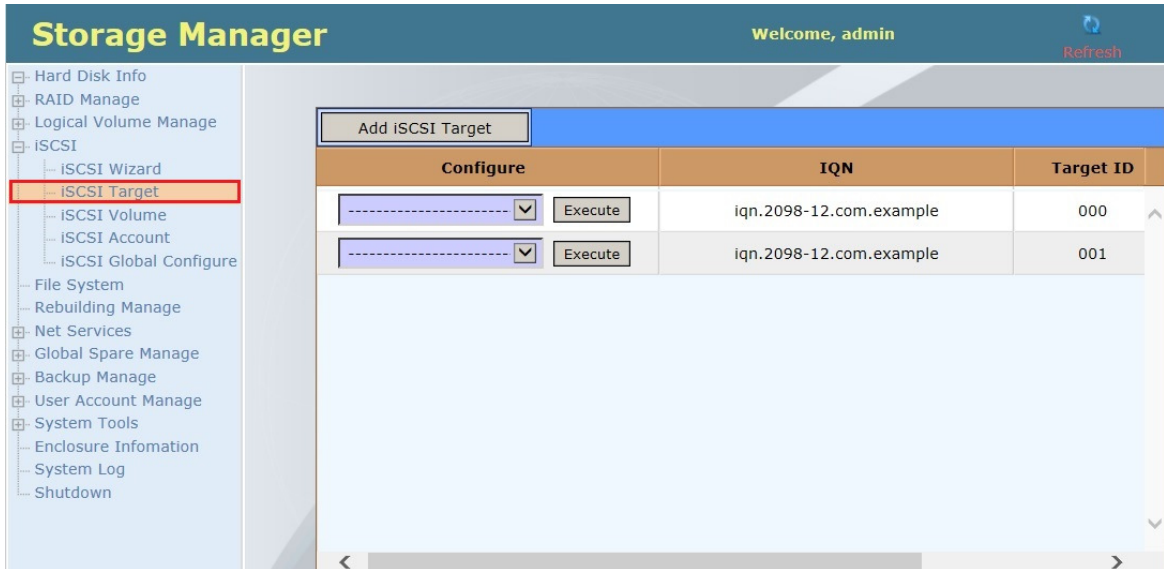 Storage Manager
Welcome, admin
Refresh
Hard Disk Info
RAID Manage
Logical Volume Manage
iSCSI
iSCSI Wizard
iSCSI Target
iSCSI Volume
iSCSI Account
iSCSI Global Configure
File System
Rebuilding Manage
Net Services
Global Spare Manage
Backup Manage
User Account Manage
System Tools
Enclosure Infomation
System Log
Shutdown
Add iSCSI Target
Configure IQN Target ID
---------------------- Execute iqn.2098-12.com.example 000
---------------------- Execute iqn.2098-12.com.example 001